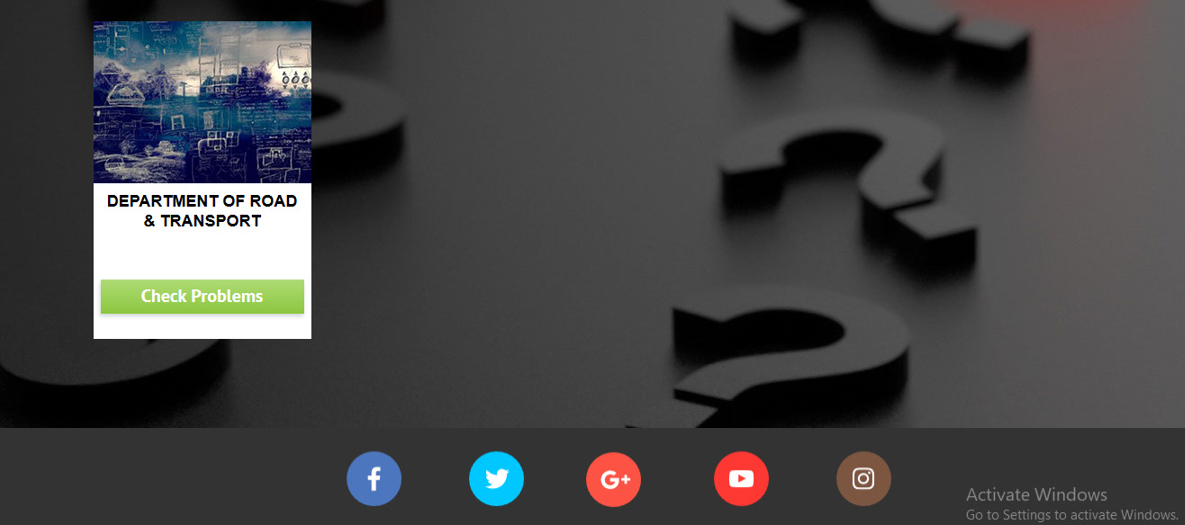 DEPARTMENT OF ROAD
& TRANSPORT
Check Problems
G+
Activate Windows
Go to Settings to activate Windows.